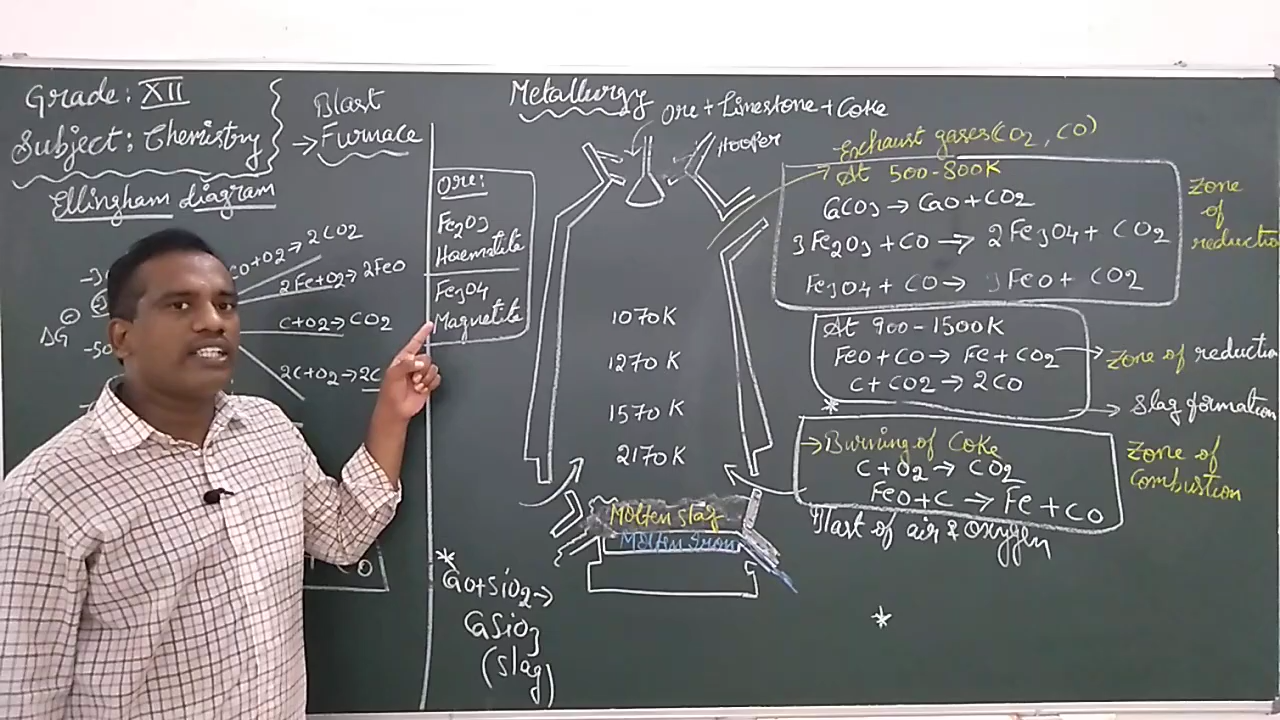 Grade: XII
Subject: Chemistry
Blast
→ Furnace
Ellingham diagram
CO+O2→2CO2
2Fe+O2→2FeO
C+O2→CO2
2C+O2→2C
ΔG⊖
-50
Ore:
Fe2O3
Haematite
Fe3O4
Magnetite
*
CaO+SiO2→
CaSiO3
(Slag)
Metallurgy
Ore+Limestone+Coke
Hooper
1070K
1270 K
1570 K
2170 K
Molten slag
Molten Iron
Exhaust gases(CO2, CO)
At 500-800K
CaCO3→CaO+CO2
3Fe2O3+CO→2Fe3O4+CO2
Fe3O4+CO→3FeO+CO2
Zone
of
reduction
At 900-1500K
FeO+CO→Fe+CO2
C+CO2→2CO
→Zone of reduction
→Slag formation
*
→Burning of Coke
C+O2→CO2
FeO+C→Fe+CO
Zone of
Combustion
Blast of air & Oxygen
*